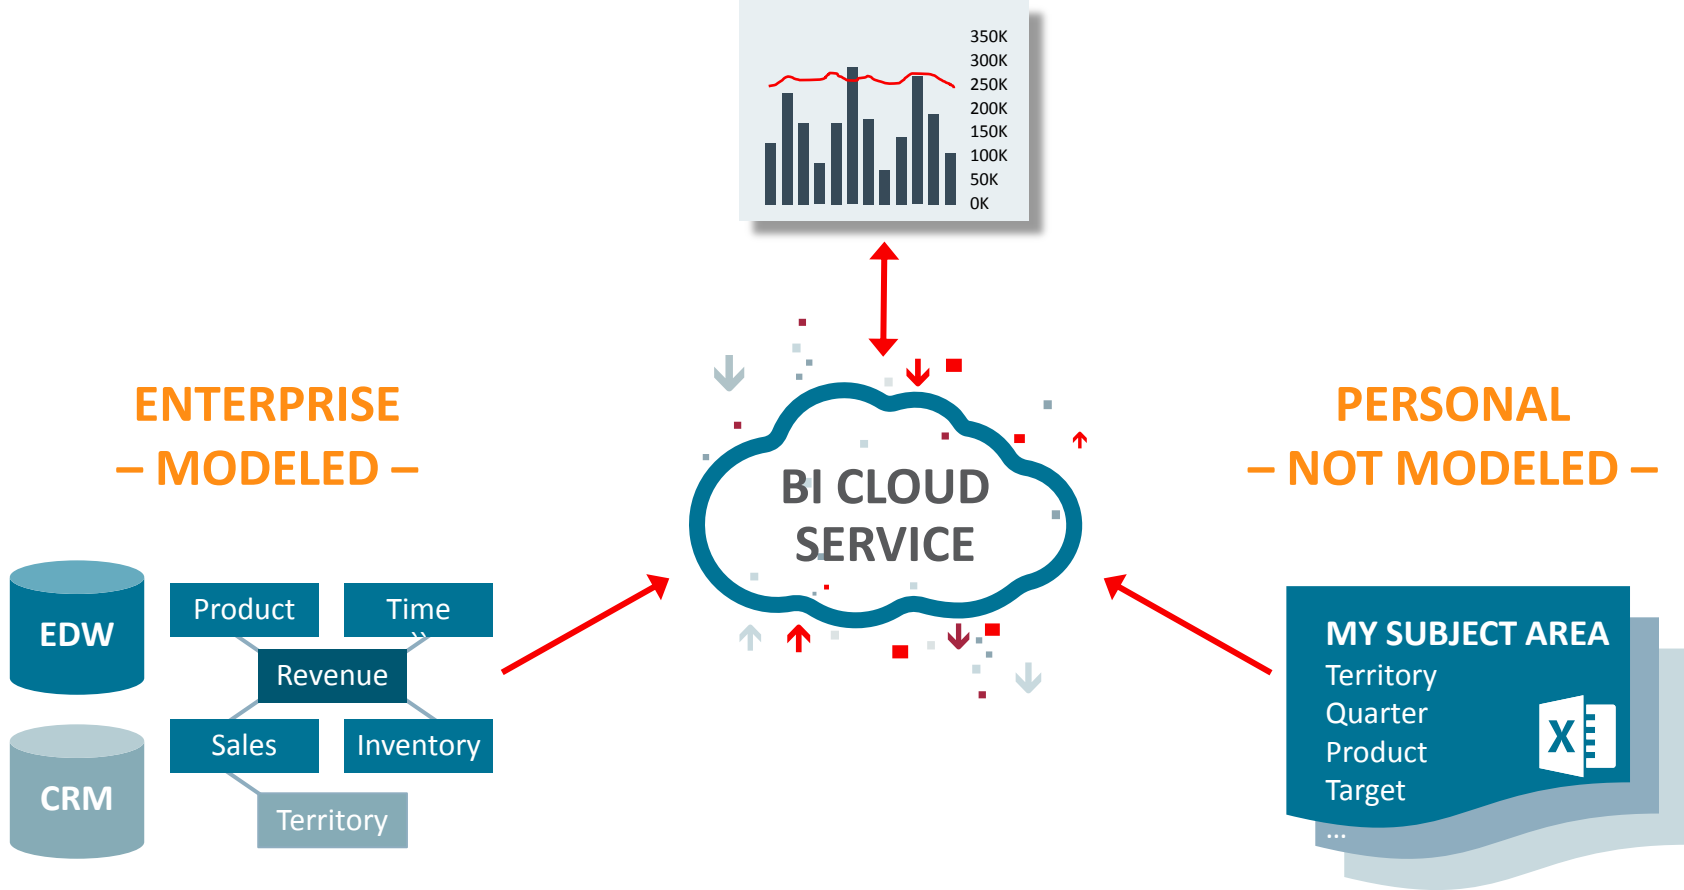 350K
300K
250K
200K
150K
100K
50K
0K
ENTERPRISE
– MODELED –
BI CLOUD
SERVICE
PERSONAL
– NOT MODELED –
EDW
CRM
Product
Time
``
Revenue
Sales
Inventory
Territory
MY SUBJECT AREA
Territory
Quarter
Product
Target
...
X